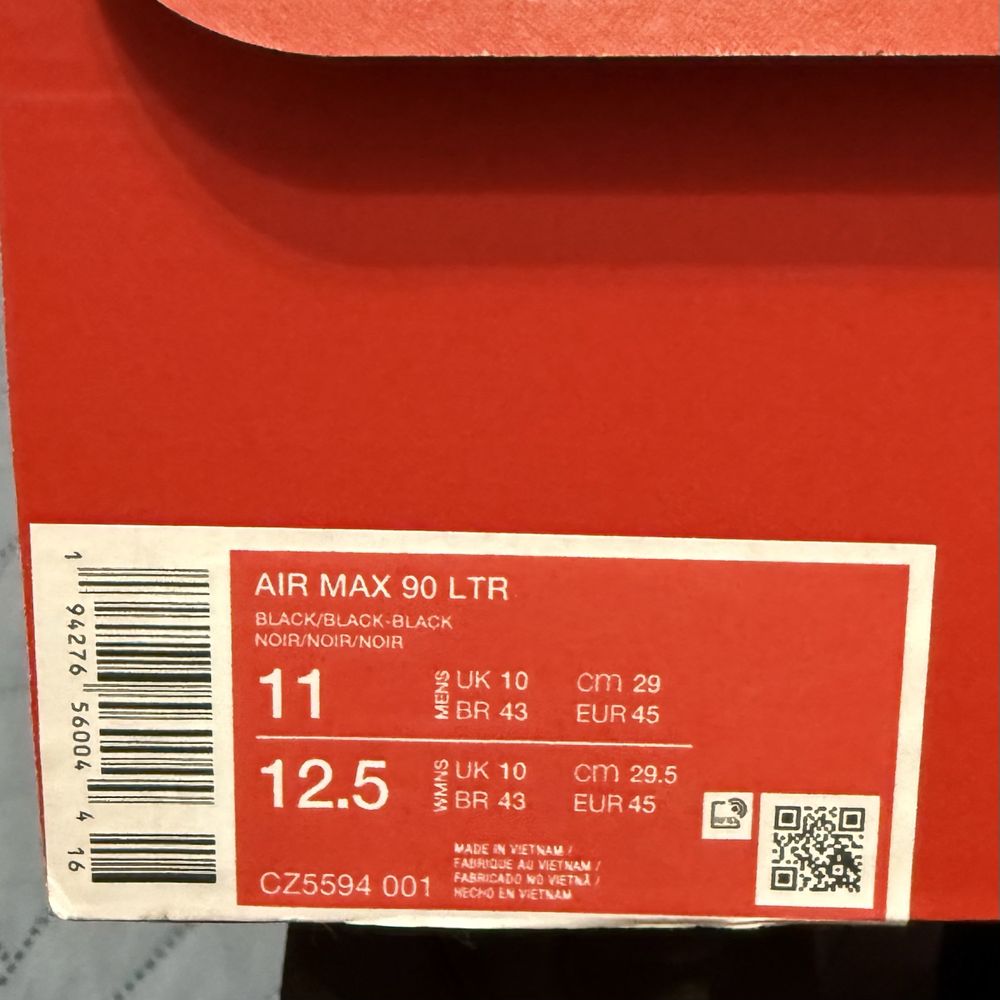 AIR MAX 90 LTR
BLACK/BLACK-BLACK
NOIR/NOIR/NOIR
11 MENS UK 10 cm 29
BR 43 EUR 45
12.5 WMNS UK 10 cm 29.5
BR 43 EUR 45
MADE IN VIETNAM /
FABRIQUE AU VIETNAM /
FABRICADO NO VIETNÃ /
HECHO EN VIETNAM
CZ5594 001
1 94276 56004 4 16